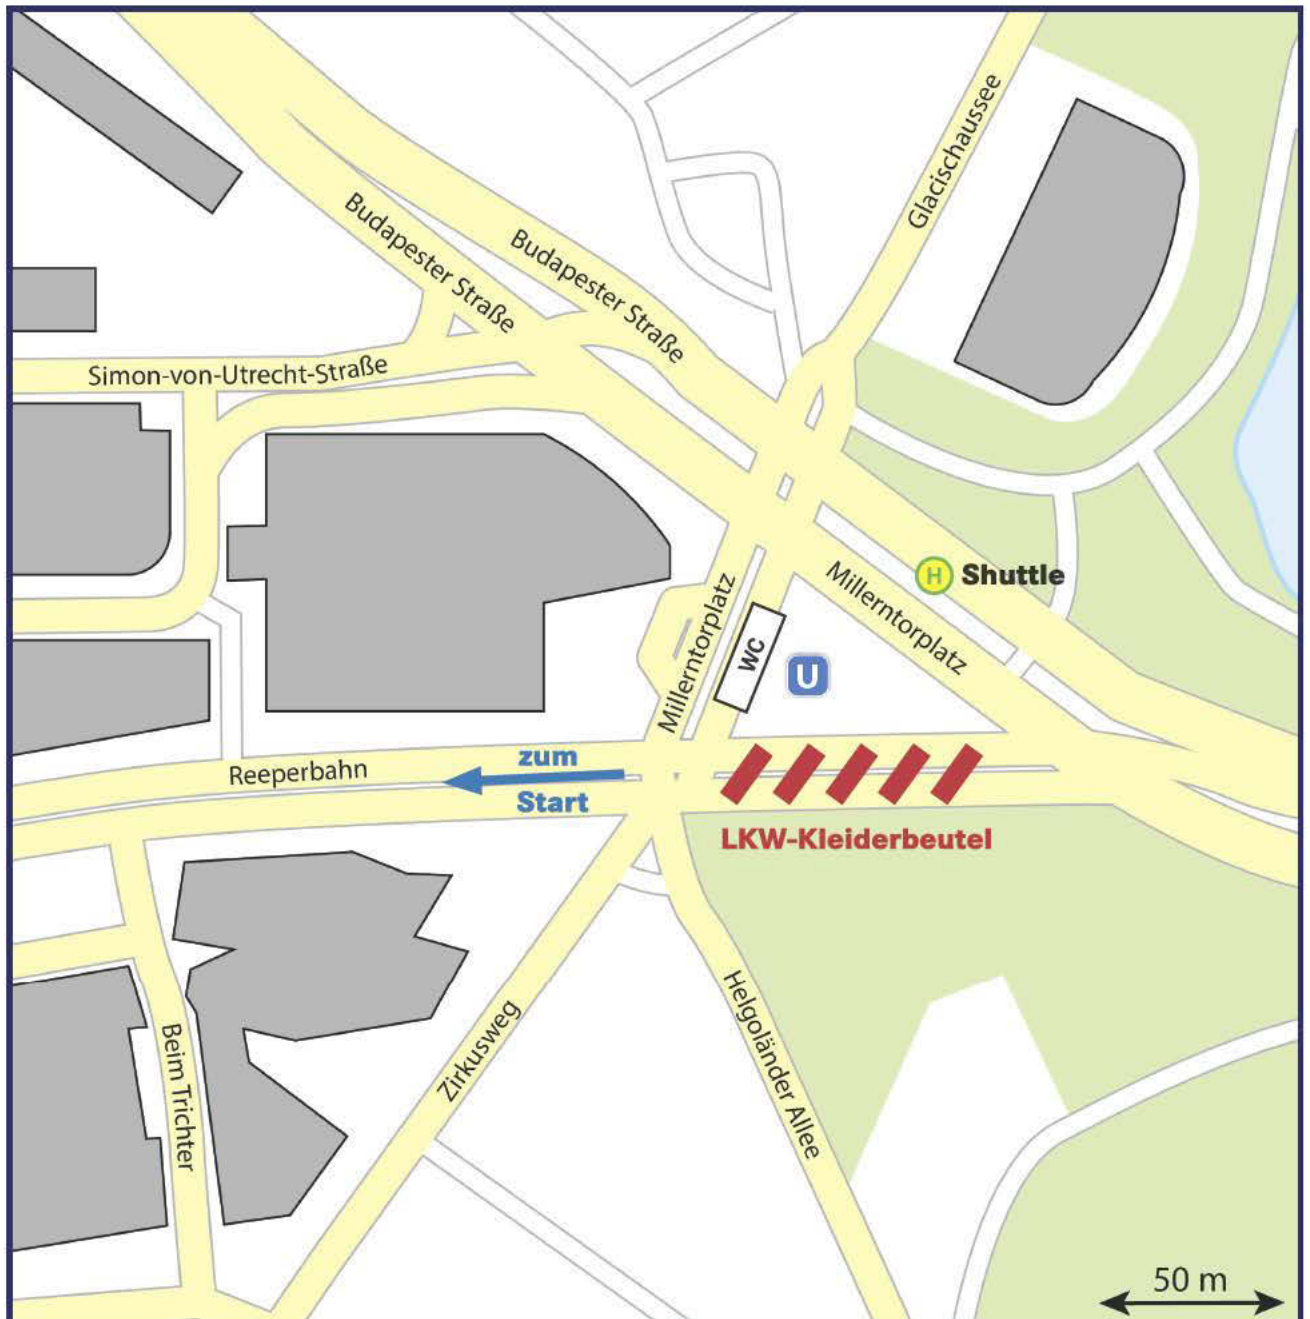 Glacischaussee
Budapester Straße
Budapester Straße
Simon-von-Utrecht-Straße
H Shuttle
Millerntorplatz
Millerntorplatz
WC
U
Reeperbahn
zum
Start
LKW-Kleiderbeutel
Helgoländer Allee
Zirkusweg
Beim Trichter
50 m